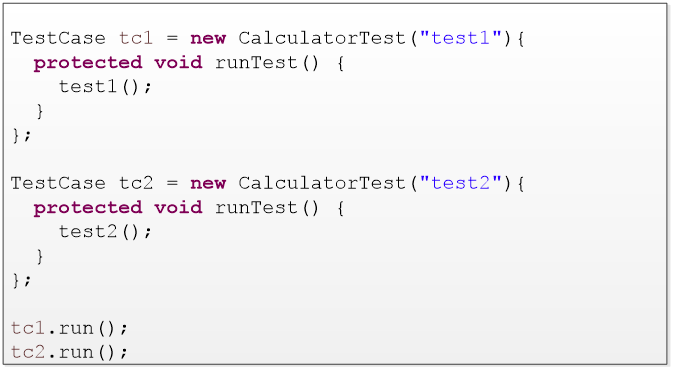 TestCase tc1 = new CalculatorTest("test1"){
protected void runTest() {
test1();
}
};
TestCase tc2 = new CalculatorTest("test2"){
protected void runTest() {
test2();
}
};
tc1.run();
tc2.run();